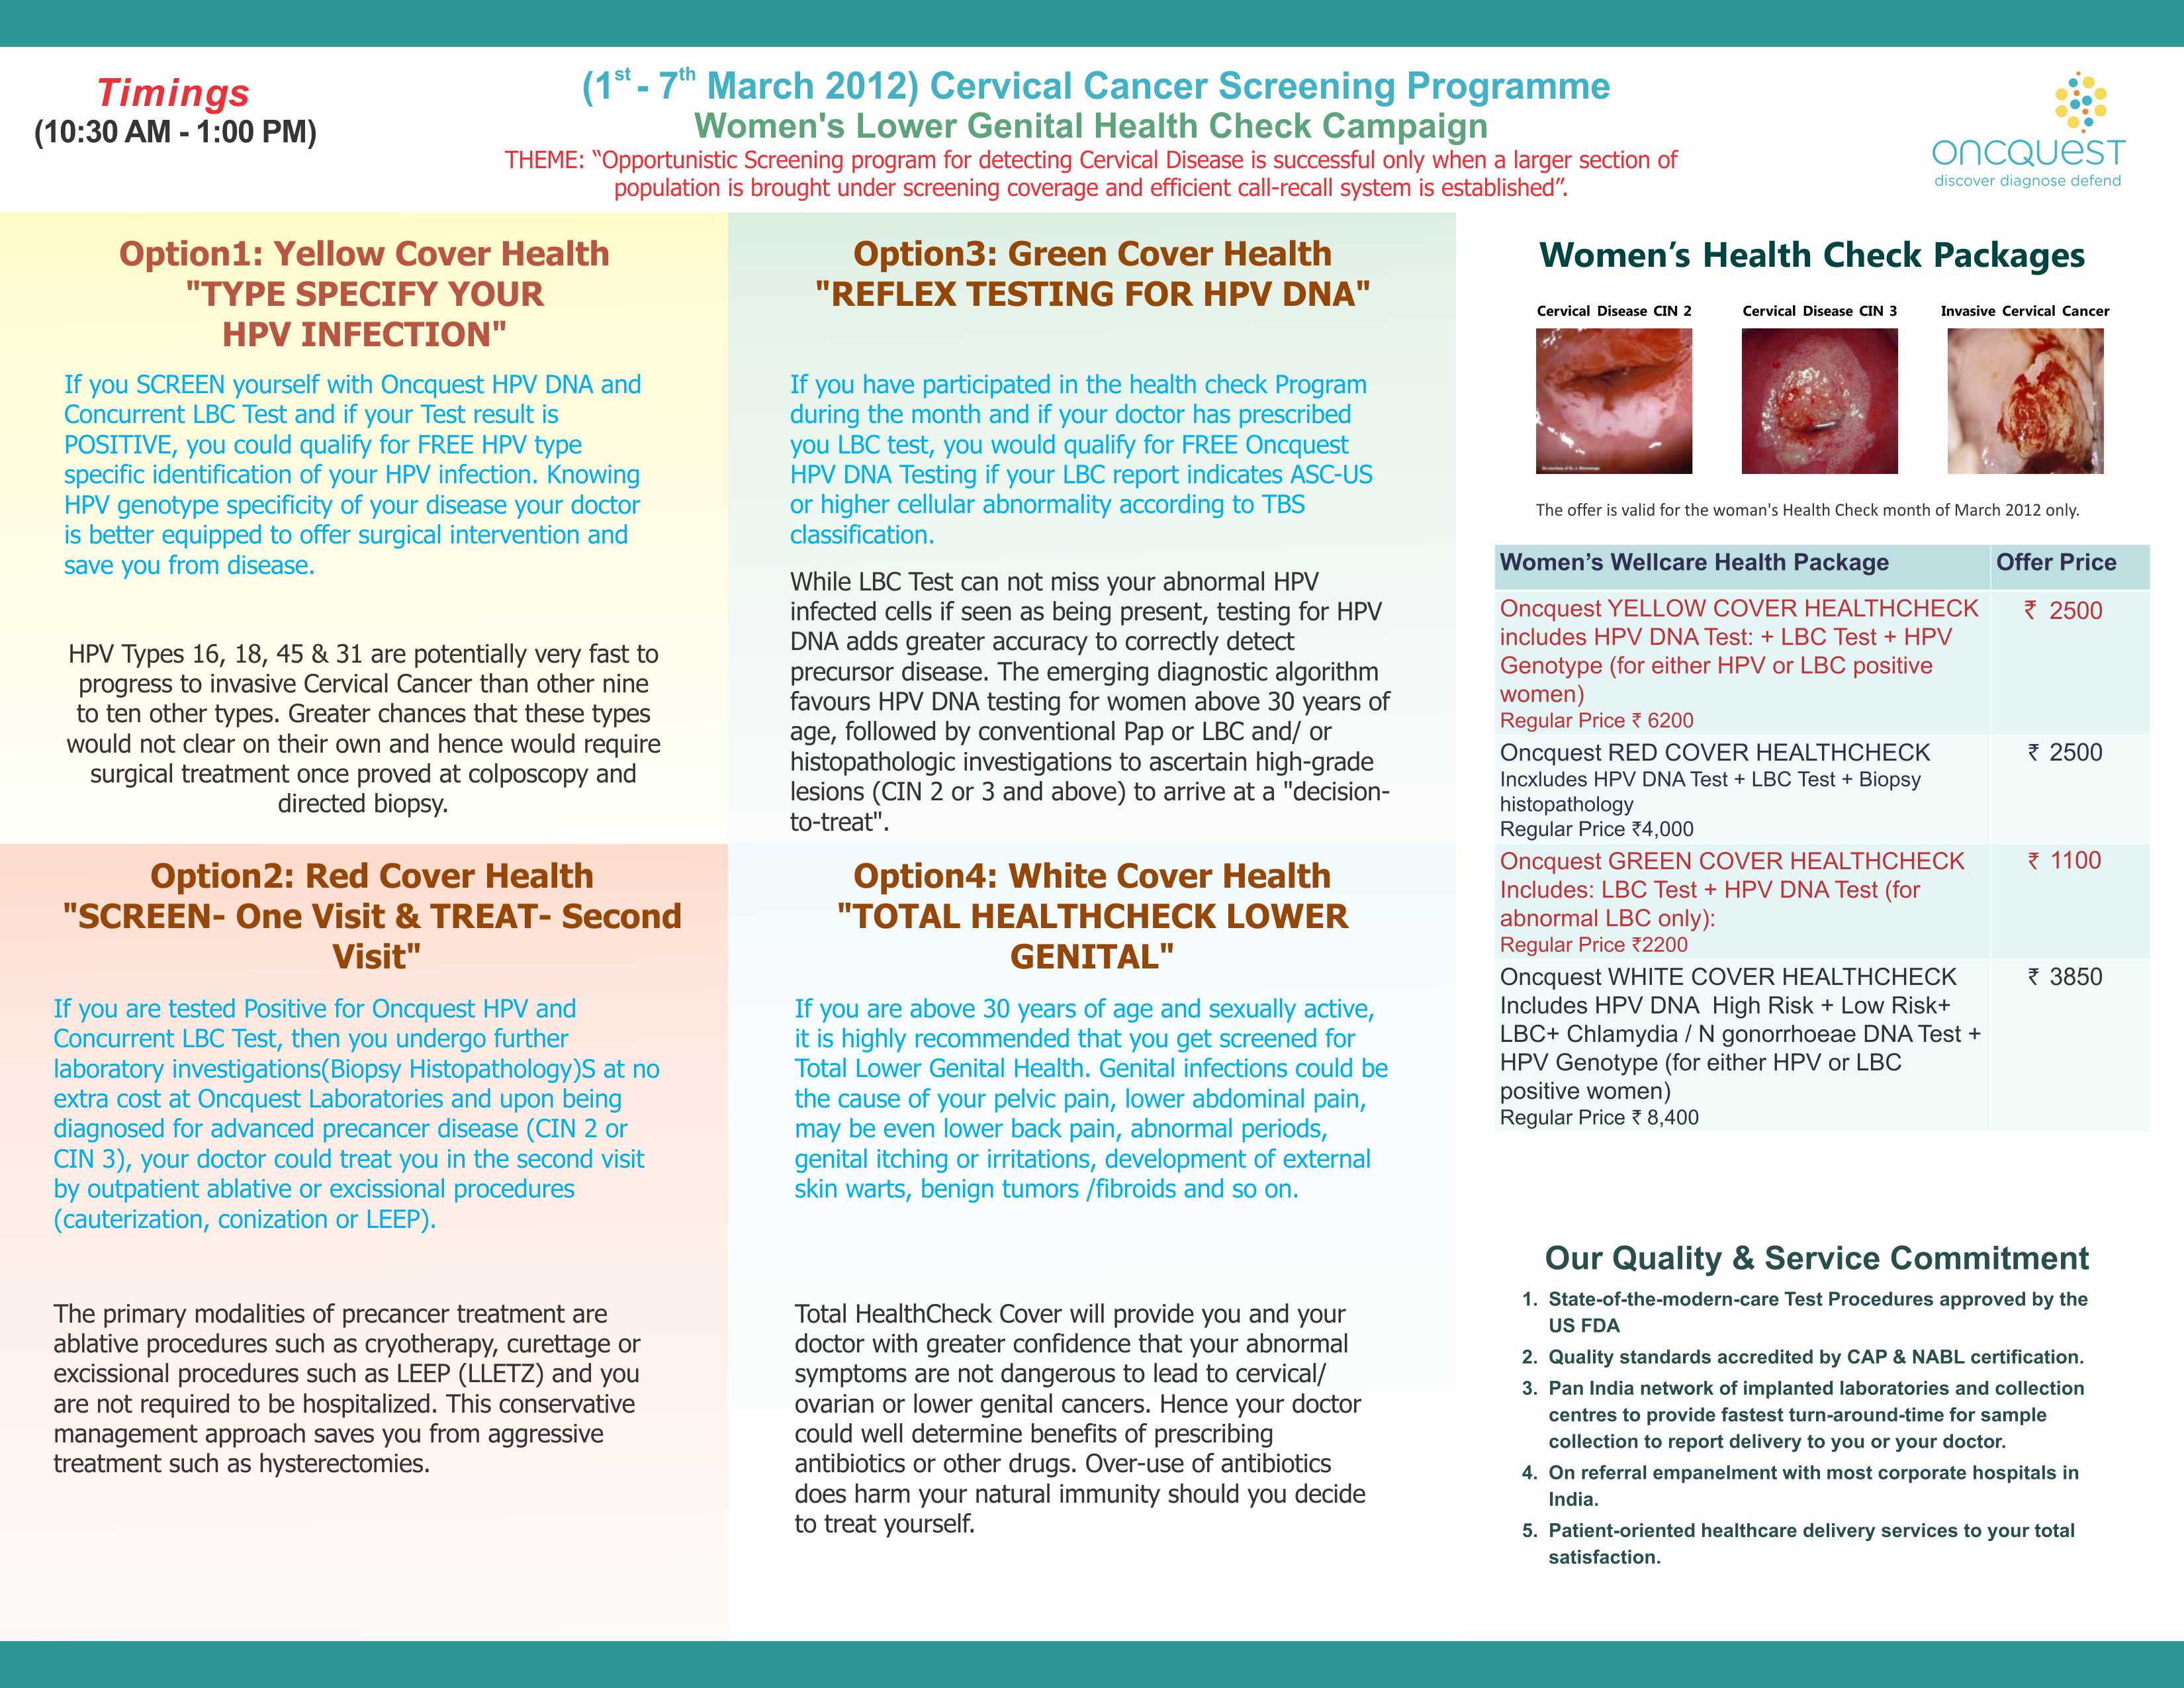 Timings
(10:30 AM - 1:00 PM)
(1st - 7th March 2012) Cervical Cancer Screening Programme
Women's Lower Genital Health Check Campaign
THEME: “Opportunistic Screening program for detecting Cervical Disease is successful only when a larger section of
population is brought under screening coverage and efficient call-recall system is established”.
oncquest
discover diagnose defend
Option1: Yellow Cover Health
"TYPE SPECIFY YOUR
HPV INFECTION"
If you SCREEN yourself with Oncquest HPV DNA and
Concurrent LBC Test and if your Test result is
POSITIVE, you could qualify for FREE HPV type
specific identification of your HPV infection. Knowing
HPV genotype specificity of your disease your doctor
is better equipped to offer surgical intervention and
save you from disease.
HPV Types 16, 18, 45 & 31 are potentially very fast to
progress to invasive Cervical Cancer than other nine
to ten other types. Greater chances that these types
would not clear on their own and hence would require
surgical treatment once proved at colposcopy and
directed biopsy.
Option2: Red Cover Health
"SCREEN- One Visit & TREAT- Second
Visit"
If you are tested Positive for Oncquest HPV and
Concurrent LBC Test, then you undergo further
laboratory investigations(Biopsy Histopathology)S at no
extra cost at Oncquest Laboratories and upon being
diagnosed for advanced precancer disease (CIN 2 or
CIN 3), your doctor could treat you in the second visit
by outpatient ablative or excissional procedures
(cauterization, conization or LEEP).
The primary modalities of precancer treatment are
ablative procedures such as cryotherapy, curettage or
excissional procedures such as LEEP (LLETZ) and you
are not required to be hospitalized. This conservative
management approach saves you from aggressive
treatment such as hysterectomies.
Option3: Green Cover Health
"REFLEX TESTING FOR HPV DNA"
If you have participated in the health check Program
during the month and if your doctor has prescribed
you LBC test, you would qualify for FREE Oncquest
HPV DNA Testing if your LBC report indicates ASC-US
or higher cellular abnormality according to TBS
classification.
While LBC Test can not miss your abnormal HPV
infected cells if seen as being present, testing for HPV
DNA adds greater accuracy to correctly detect
precursor disease. The emerging diagnostic algorithm
favours HPV DNA testing for women above 30 years of
age, followed by conventional Pap or LBC and/ or
histopathologic investigations to ascertain high-grade
lesions (CIN 2 or 3 and above) to arrive at a "decision-
to-treat".
Option4: White Cover Health
"TOTAL HEALTHCHECK LOWER
GENITAL"
If you are above 30 years of age and sexually active,
it is highly recommended that you get screened for
Total Lower Genital Health. Genital infections could be
the cause of your pelvic pain, lower abdominal pain,
may be even lower back pain, abnormal periods,
genital itching or irritations, development of external
skin warts, benign tumors /fibroids and so on.
Total HealthCheck Cover will provide you and your
doctor with greater confidence that your abnormal
symptoms are not dangerous to lead to cervical/
ovarian or lower genital cancers. Hence your doctor
could well determine benefits of prescribing
antibiotics or other drugs. Over-use of antibiotics
does harm your natural immunity should you decide
to treat yourself.
Women’s Health Check Packages
Cervical Disease CIN 2
Cervical Disease CIN 3
Invasive Cervical Cancer
The offer is valid for the woman's Health Check month of March 2012 only.
Women’s Wellcare Health Package Offer Price
Oncquest YELLOW COVER HEALTHCHECK ₹ 2500
includes HPV DNA Test: + LBC Test + HPV
Genotype (for either HPV or LBC positive
women)
Regular Price ₹ 6200
Oncquest RED COVER HEALTHCHECK ₹ 2500
Incxludes HPV DNA Test + LBC Test + Biopsy
histopathology
Regular Price ₹4,000
Oncquest GREEN COVER HEALTHCHECK ₹ 1100
Includes: LBC Test + HPV DNA Test (for
abnormal LBC only):
Regular Price ₹2200
Oncquest WHITE COVER HEALTHCHECK ₹ 3850
Includes HPV DNA High Risk + Low Risk+
LBC+ Chlamydia / N gonorrhoeae DNA Test +
HPV Genotype (for either HPV or LBC
positive women)
Regular Price ₹ 8,400
Our Quality & Service Commitment
1. State-of-the-modern-care Test Procedures approved by the
US FDA
2. Quality standards accredited by CAP & NABL certification.
3. Pan India network of implanted laboratories and collection
centres to provide fastest turn-around-time for sample
collection to report delivery to you or your doctor.
4. On referral empanelment with most corporate hospitals in
India.
5. Patient-oriented healthcare delivery services to your total
satisfaction.